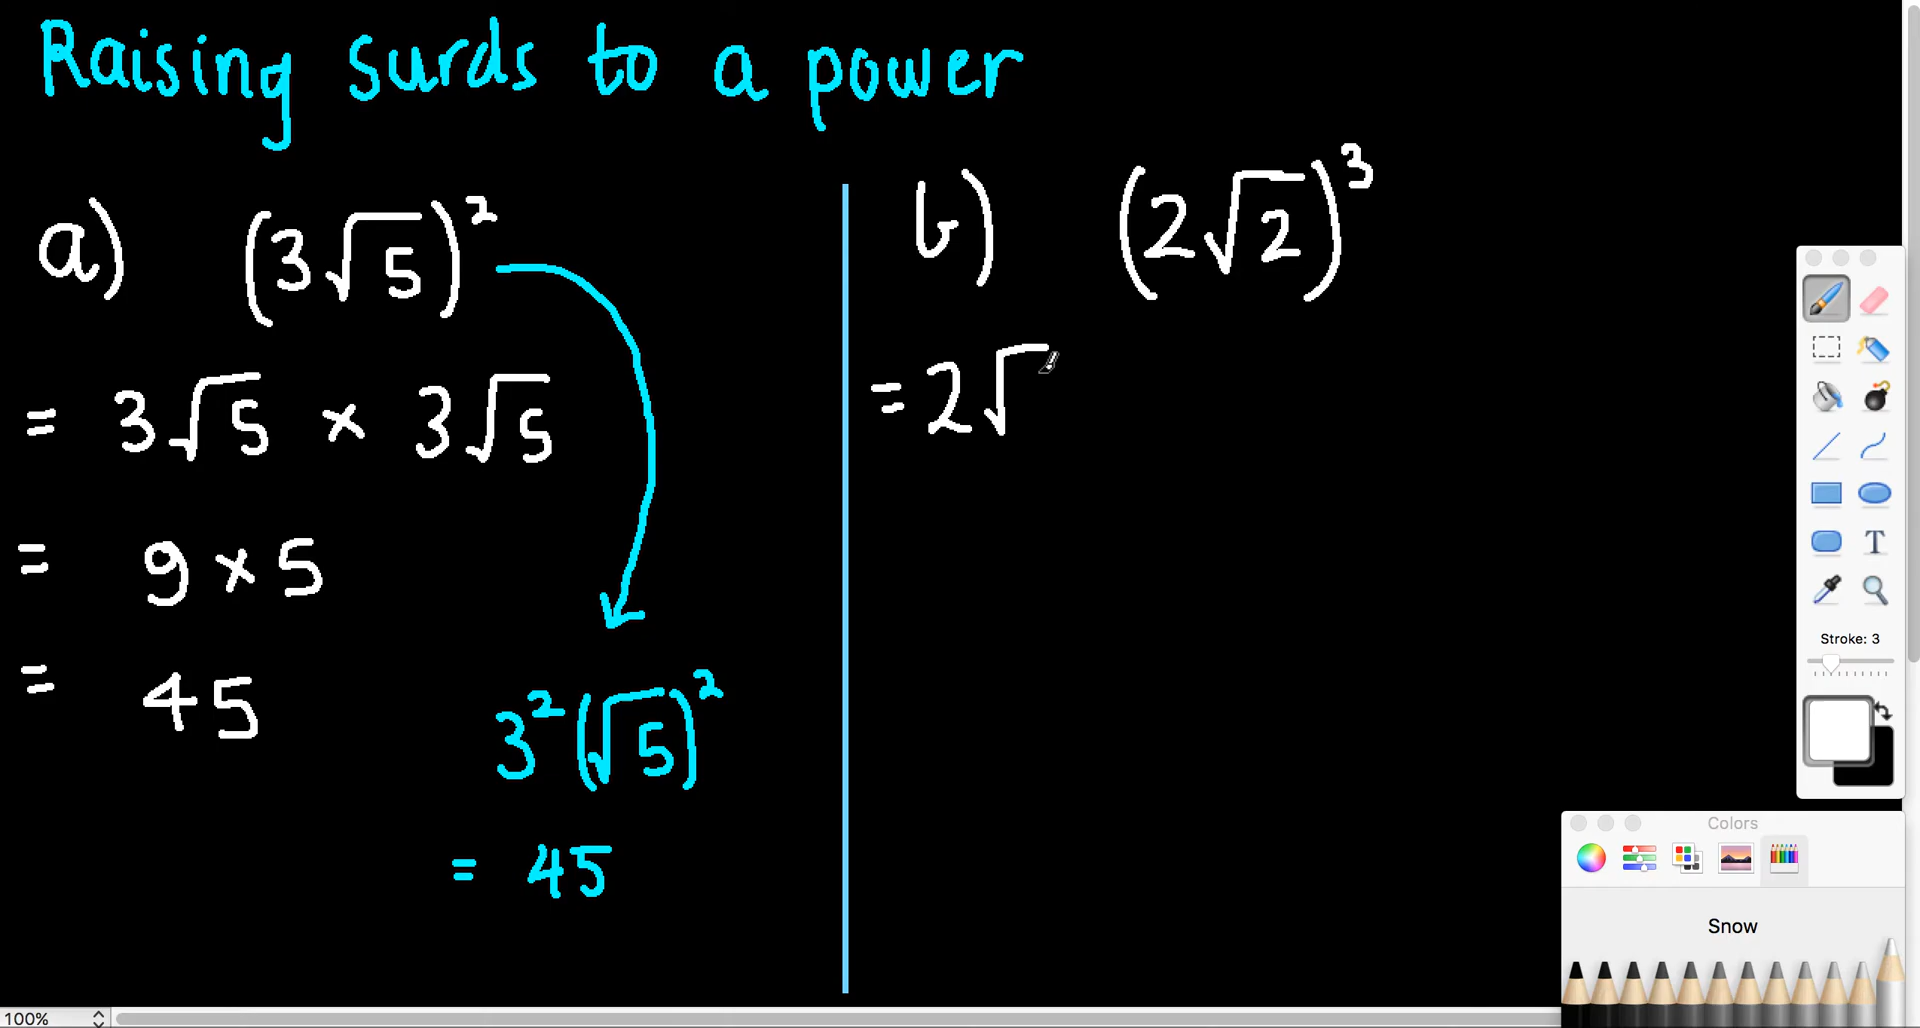 Raising surds to a power
a) (3√5)²
= 3√5 × 3√5
= 9 × 5
= 45
3²(√5)²
= 45
b) (2√2)³
= 2√
T
Stroke: 3
Colors
Snow
100%